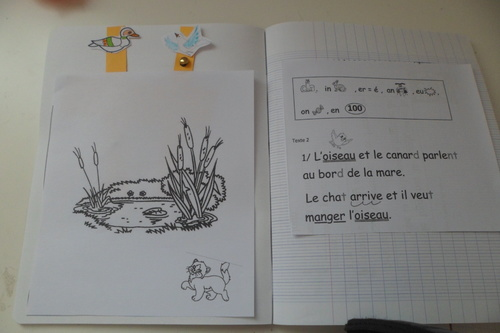 , in , er = é, an , eu ,
on , en 100
Texte 2
1/ L'oiseau et le canard parlent
au bord de la mare.
Le chat arrive et il veut
manger l'oiseau.